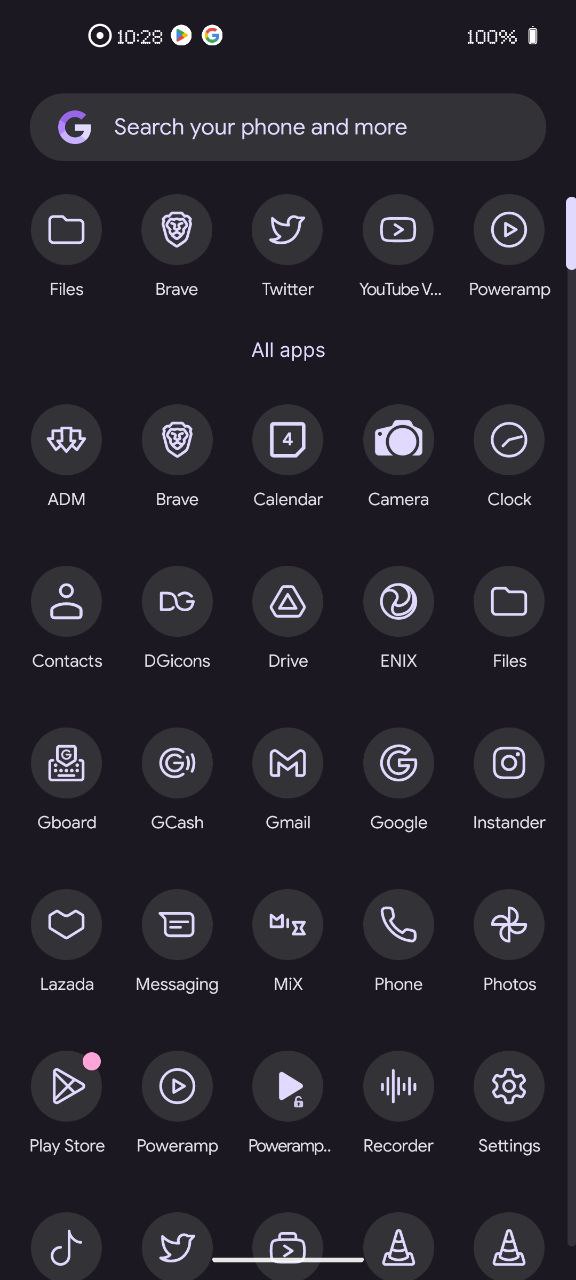 10:28
100%
Search your phone and more
Files Brave Twitter YouTube V... Poweramp
All apps
4
ADM Brave Calendar Camera Clock
DG
Contacts DGicons Drive ENIX Files
G
Gboard GCash Gmail Google Instander
MiX
Lazada Messaging MiX Phone Photos
Play Store Poweramp Poweramp.. Recorder Settings